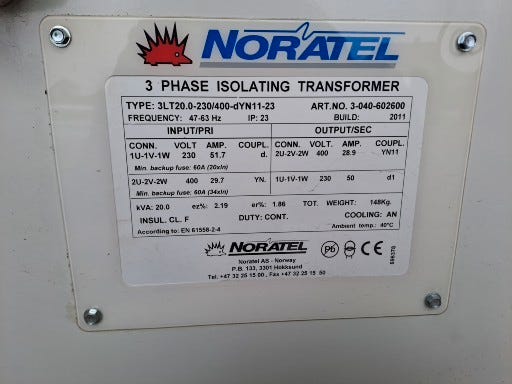 NORATEL
3 PHASE ISOLATING TRANSFORMER
TYPE: 3LT20.0-230/400-dYN11-23 ART.NO. 3-040-602600
FREQUENCY: 47-63 Hz IP: 23 BUILD: 2011
INPUT/PRI OUTPUT/SEC
CONN. VOLT AMP. COUPL. CONN. VOLT AMP. COUPL.
1U-1V-1W 230 51.7 d. 2U-2V-2W 400 28.9 YN11
Min. backup fuse: 60A (20xIn)
2U-2V-2W 400 29.7 YN. 1U-1V-1W 230 50 d1
Min. backup fuse: 60A (34xIn)
kVA: 20.0 ez%: 2.19 er%: 1.86 TOT. WEIGHT: 148Kg.
INSUL. CL. F DUTY: CONT. COOLING: AN
According to: EN 61558-2-4 Ambient temp.: 40°C
NORATEL
Noratel AS - Norway
P.B. 133, 3301 Hokksund
Tel. +47 32 25 15 00, Fax +47 32 25 15 50
Pb
CE